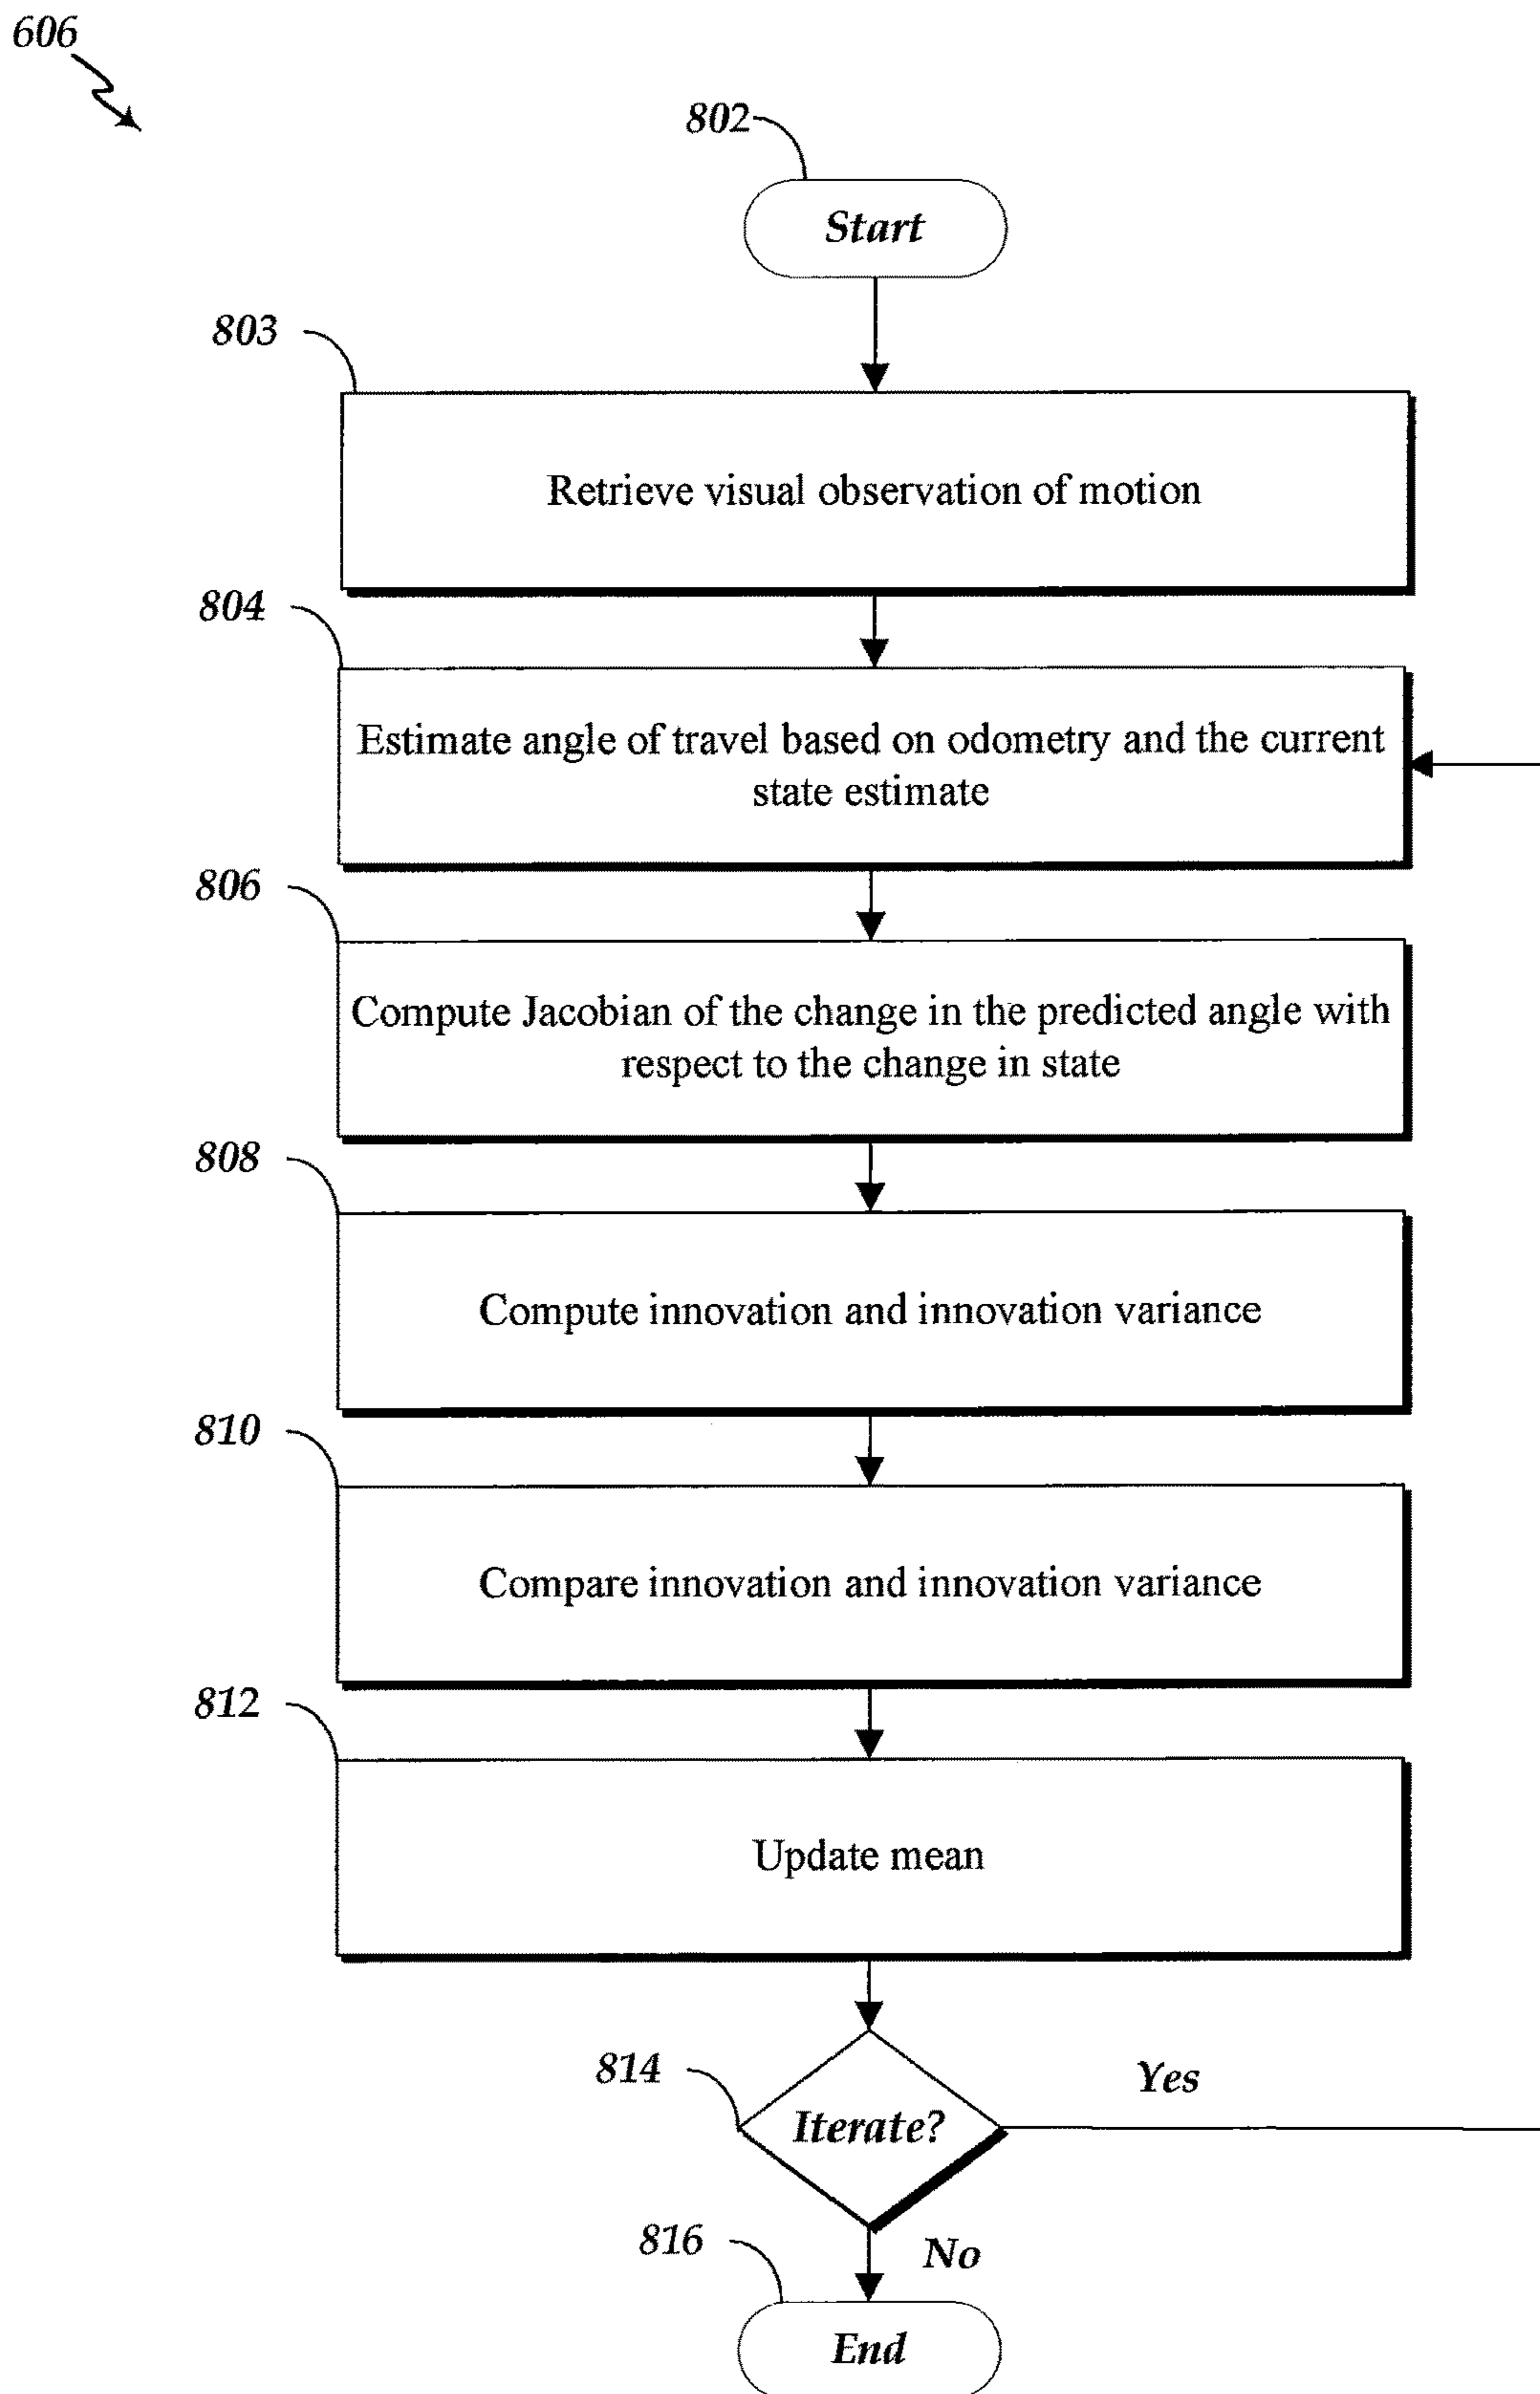 606
802
Start
803
Retrieve visual observation of motion
804
Estimate angle of travel based on odometry and the current
state estimate
806
Compute Jacobian of the change in the predicted angle with
respect to the change in state
808
Compute innovation and innovation variance
810
Compare innovation and innovation variance
812
Update mean
814
Iterate?
Yes
816
No
End